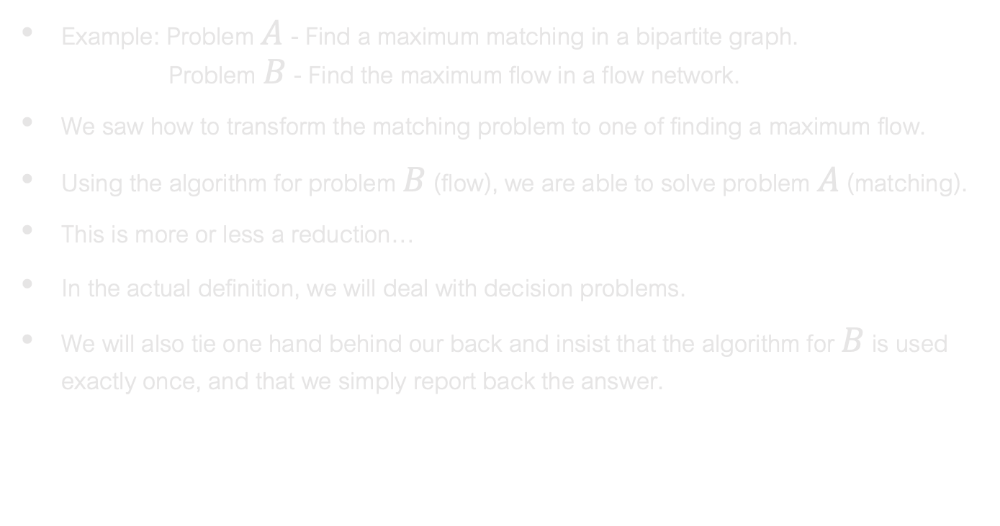 • Example: Problem A - Find a maximum matching in a bipartite graph.
Problem B - Find the maximum flow in a flow network.
• We saw how to transform the matching problem to one of finding a maximum flow.
• Using the algorithm for problem B (flow), we are able to solve problem A (matching).
• This is more or less a reduction…
• In the actual definition, we will deal with decision problems.
• We will also tie one hand behind our back and insist that the algorithm for B is used
exactly once, and that we simply report back the answer.